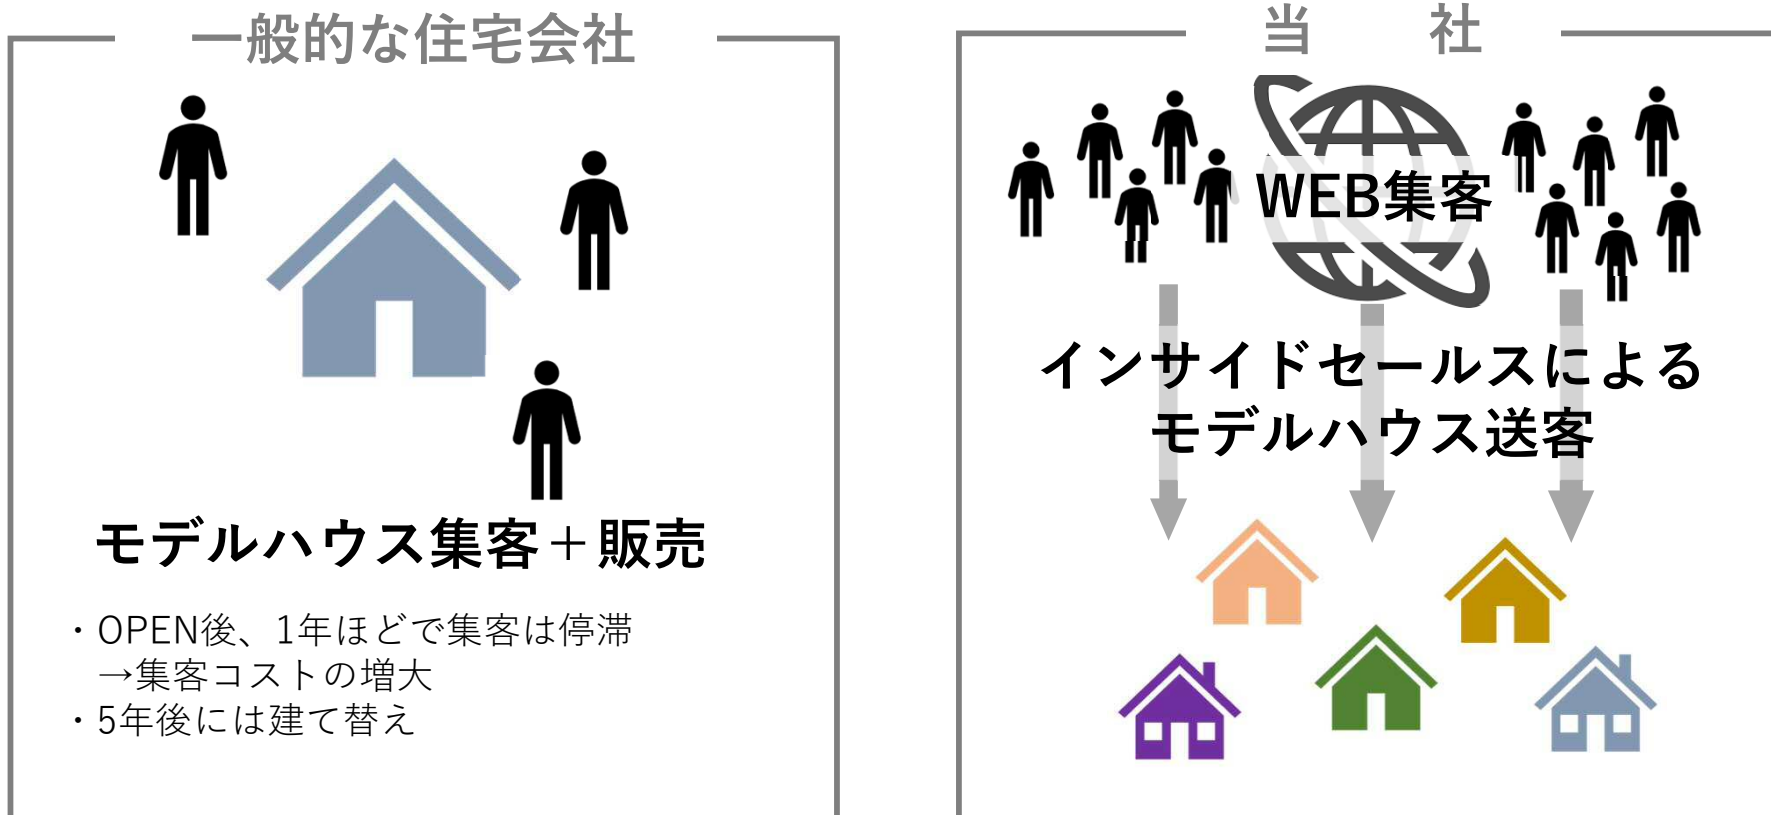 一般的な住宅会社
モデルハウス集客＋販売
・OPEN後、1年ほどで集客は停滞
→集客コストの増大
・5年後には建て替え
当　社
WEB集客
インサイドセールスによる
モデルハウス送客